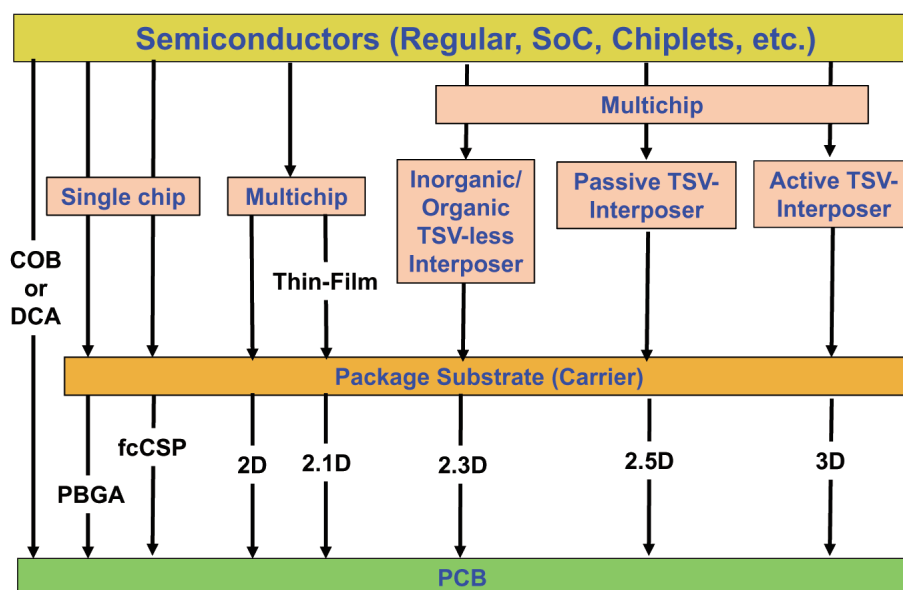 Semiconductors (Regular, SoC, Chiplets, etc.)
Multichip
Single chip
Multichip
Inorganic/
Organic
TSV-less
Interposer
Passive TSV-
Interposer
Active TSV-
Interposer
COB
or
DCA
Thin-Film
Package Substrate (Carrier)
PBGA
fcCSP
2D
2.1D
2.3D
2.5D
3D
PCB